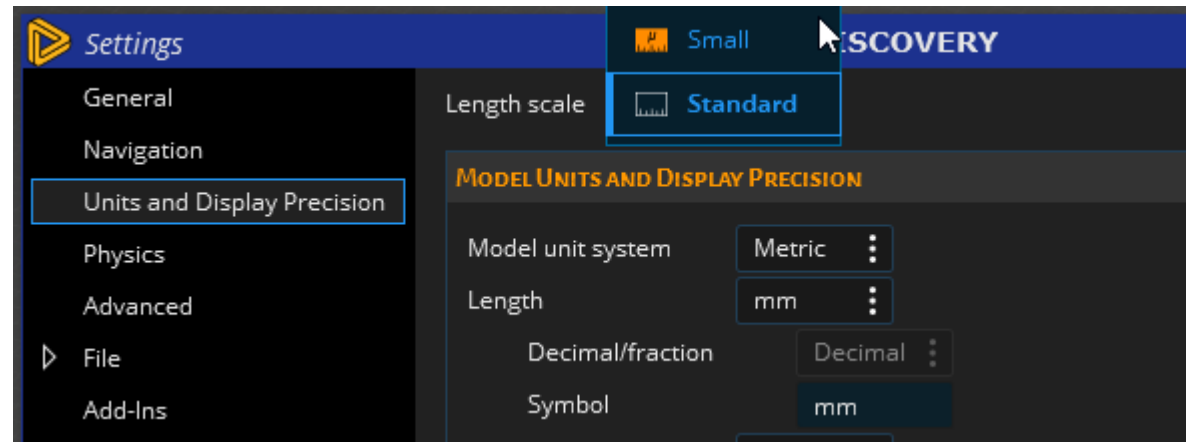 Settings
µ Small
ISCOVERY
General
Length scale
Standard
Navigation
MODEL UNITS AND DISPLAY PRECISION
Units and Display Precision
Physics
Model unit system Metric
Advanced
Length mm
File
Decimal/fraction Decimal
Add-Ins
Symbol mm